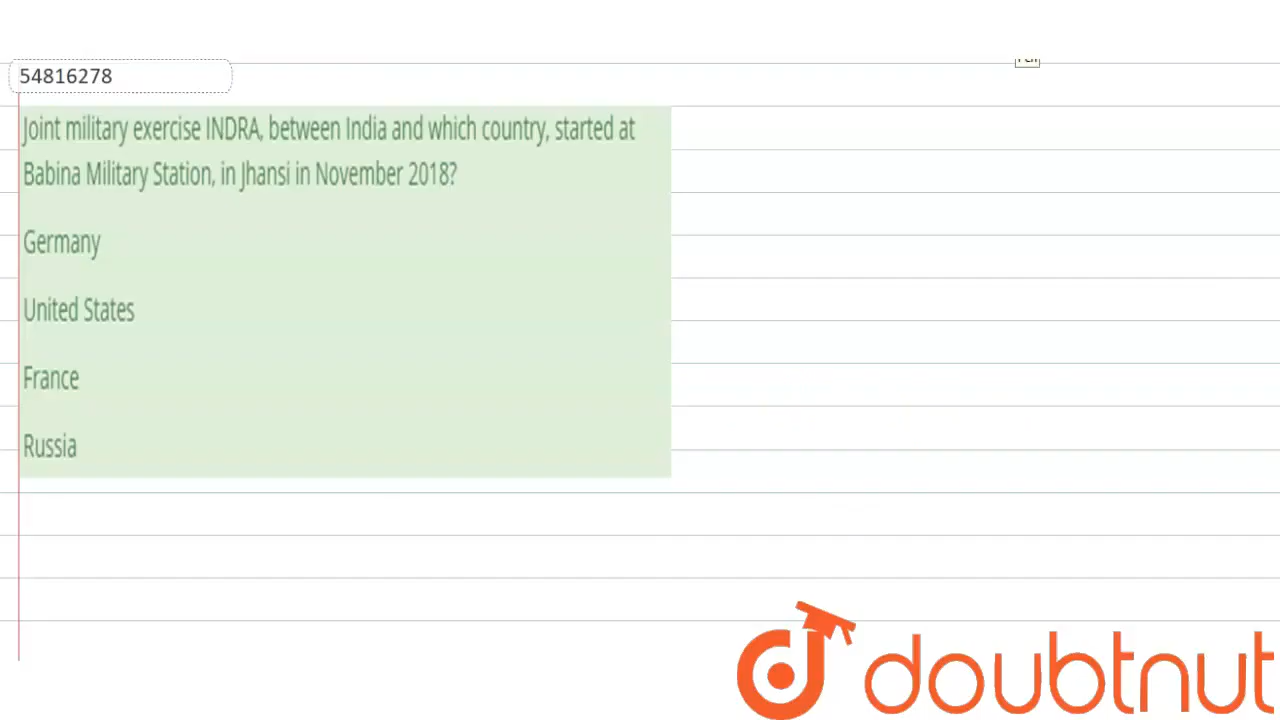 54816278
Joint military exercise INDRA, between India and which country, started at
Babina Military Station, in Jhansi in November 2018?
Germany
United States
France
Russia
doubtnut